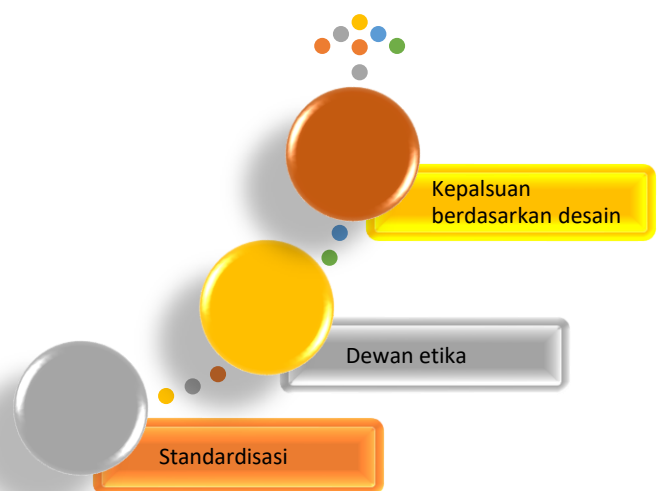 Kepalsuan
berdasarkan desain
Dewan etika
Standardisasi